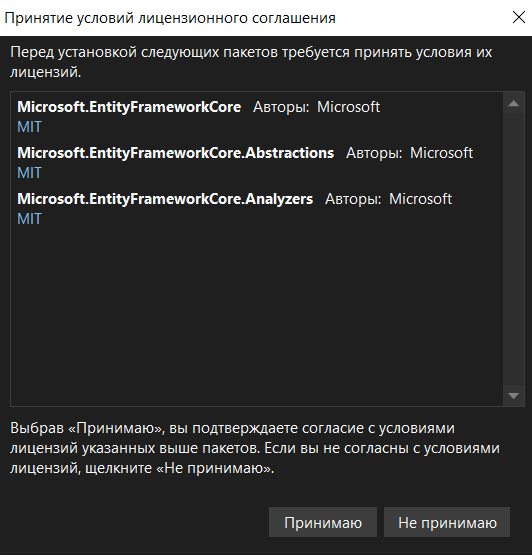 Принятие условий лицензионного соглашения
Перед установкой следующих пакетов требуется принять условия их
лицензий.
Microsoft.EntityFrameworkCore Авторы: Microsoft
MIT
Microsoft.EntityFrameworkCore.Abstractions Авторы: Microsoft
MIT
Microsoft.EntityFrameworkCore.Analyzers Авторы: Microsoft
MIT
Выбрав «Принимаю», вы подтверждаете согласие с условиями
лицензий указанных выше пакетов. Если вы не согласны с условиями
лицензий, щелкните «Не принимаю».
Принимаю Не принимаю